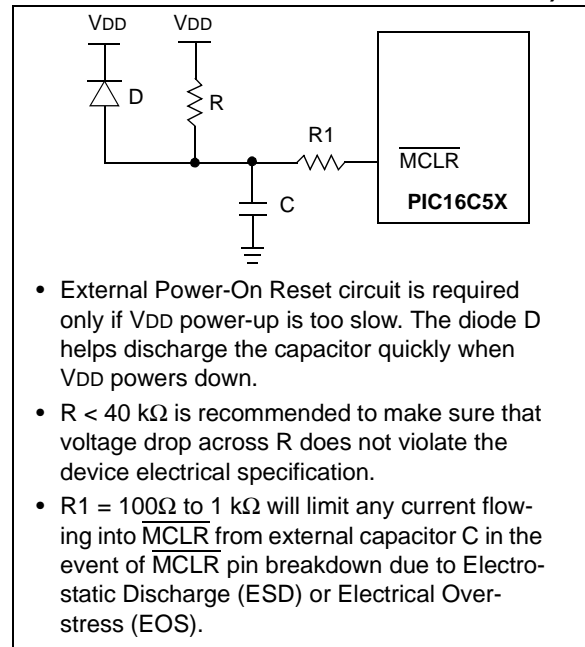 VDD VDD
D
R
R1
MCLR
C
PIC16C5X
• External Power-On Reset circuit is required
only if VDD power-up is too slow. The diode D
helps discharge the capacitor quickly when
VDD powers down.
• R < 40 kΩ is recommended to make sure that
voltage drop across R does not violate the
device electrical specification.
• R1 = 100Ω to 1 kΩ will limit any current flow-
ing into MCLR from external capacitor C in the
event of MCLR pin breakdown due to Electro-
static Discharge (ESD) or Electrical Over-
stress (EOS).